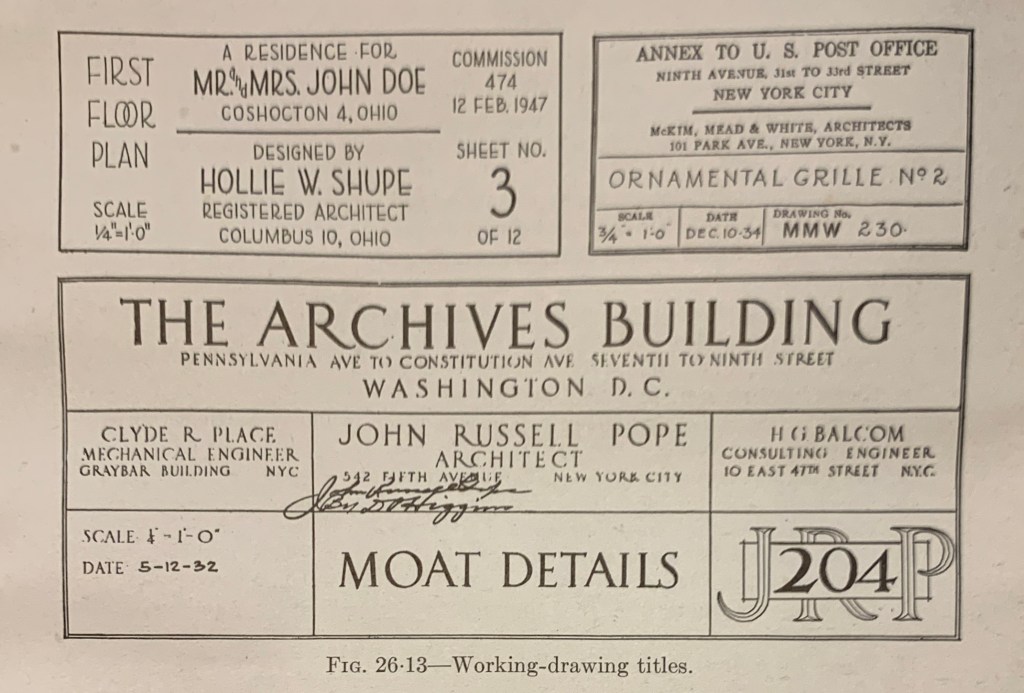 FIRST
FLOOR
PLAN
SCALE
1/4"=1'-0"
A RESIDENCE FOR
MR. and MRS. JOHN DOE
COSHOCTON 4, OHIO
DESIGNED BY
HOLLIE W. SHUPE
REGISTERED ARCHITECT
COLUMBUS 10, OHIO
COMMISSION
474
12 FEB. 1947
SHEET NO.
3
OF 12
ANNEX TO U. S. POST OFFICE
NINTH AVENUE, 31st TO 33rd STREET
NEW YORK CITY
McKIM, MEAD & WHITE, ARCHITECTS
101 PARK AVE., NEW YORK, N.Y.
ORNAMENTAL GRILLE Nº 2
SCALE
3/4" = 1'-0"
DATE
DEC. 10-34
DRAWING No.
MMW 230.
THE ARCHIVES BUILDING
PENNSYLVANIA AVE TO CONSTITUTION AVE SEVENTH TO NINTH STREET
WASHINGTON D. C.
CLYDE R. PLACE
MECHANICAL ENGINEER
GRAYBAR BUILDING NYC
JOHN RUSSELL POPE
ARCHITECT
542 FIFTH AVENUE NEW YORK CITY
John Russell Pope
By D P Higgins
H G BALCOM
CONSULTING ENGINEER
10 EAST 47TH STREET N.Y.C.
SCALE - 1'-0"
DATE 5-12-32
MOAT DETAILS
JRP
204
FIG. 26·13—Working-drawing titles.